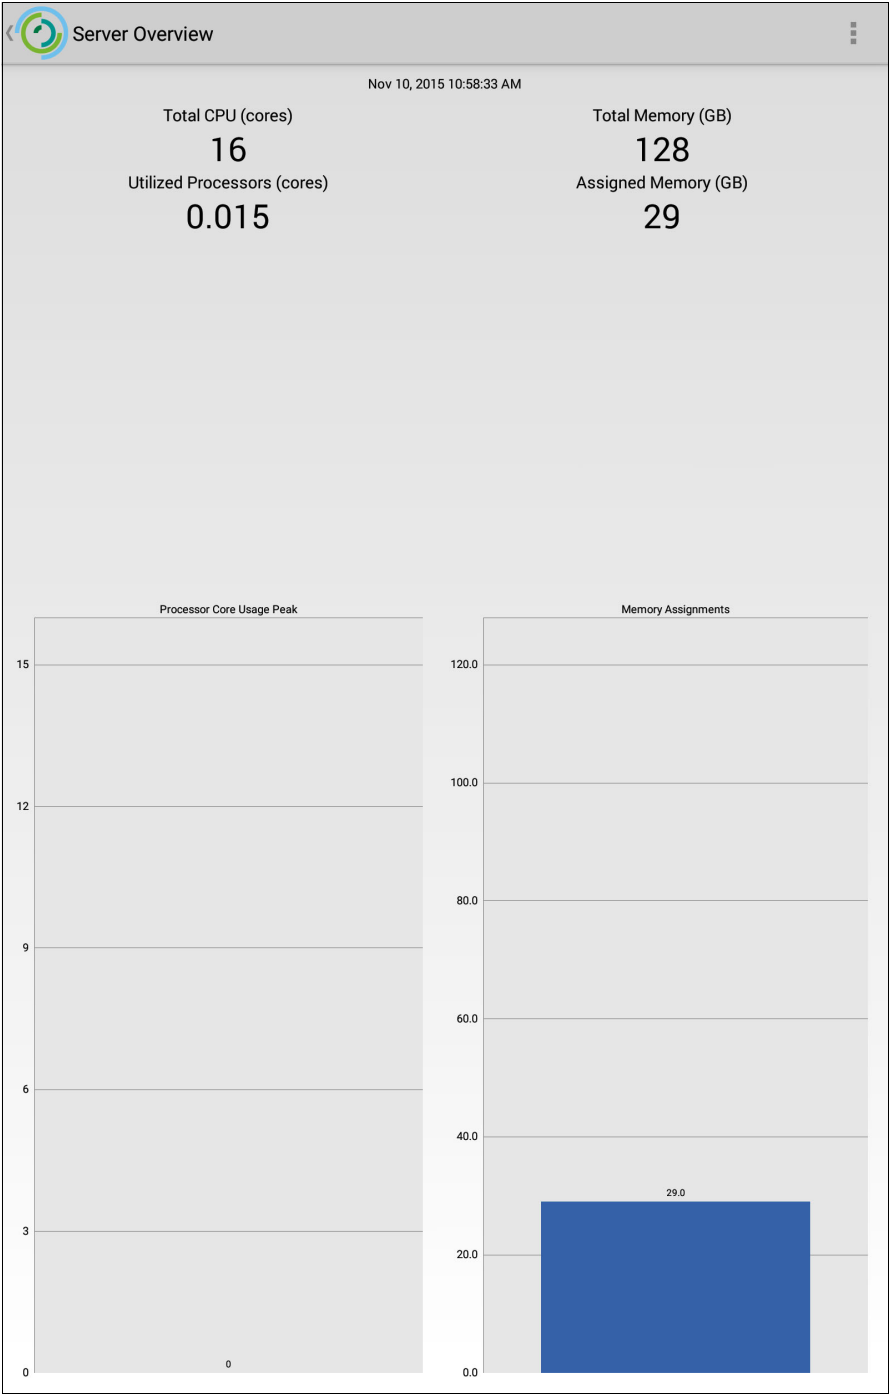 Server Overview
Nov 10, 2015 10:58:33 AM
Total CPU (cores)
16
Utilized Processors (cores)
0.015
Total Memory (GB)
128
Assigned Memory (GB)
29
Processor Core Usage Peak
15
12
9
6
3
0
0
Memory Assignments
120.0
100.0
80.0
60.0
40.0
29.0
20.0
0.0